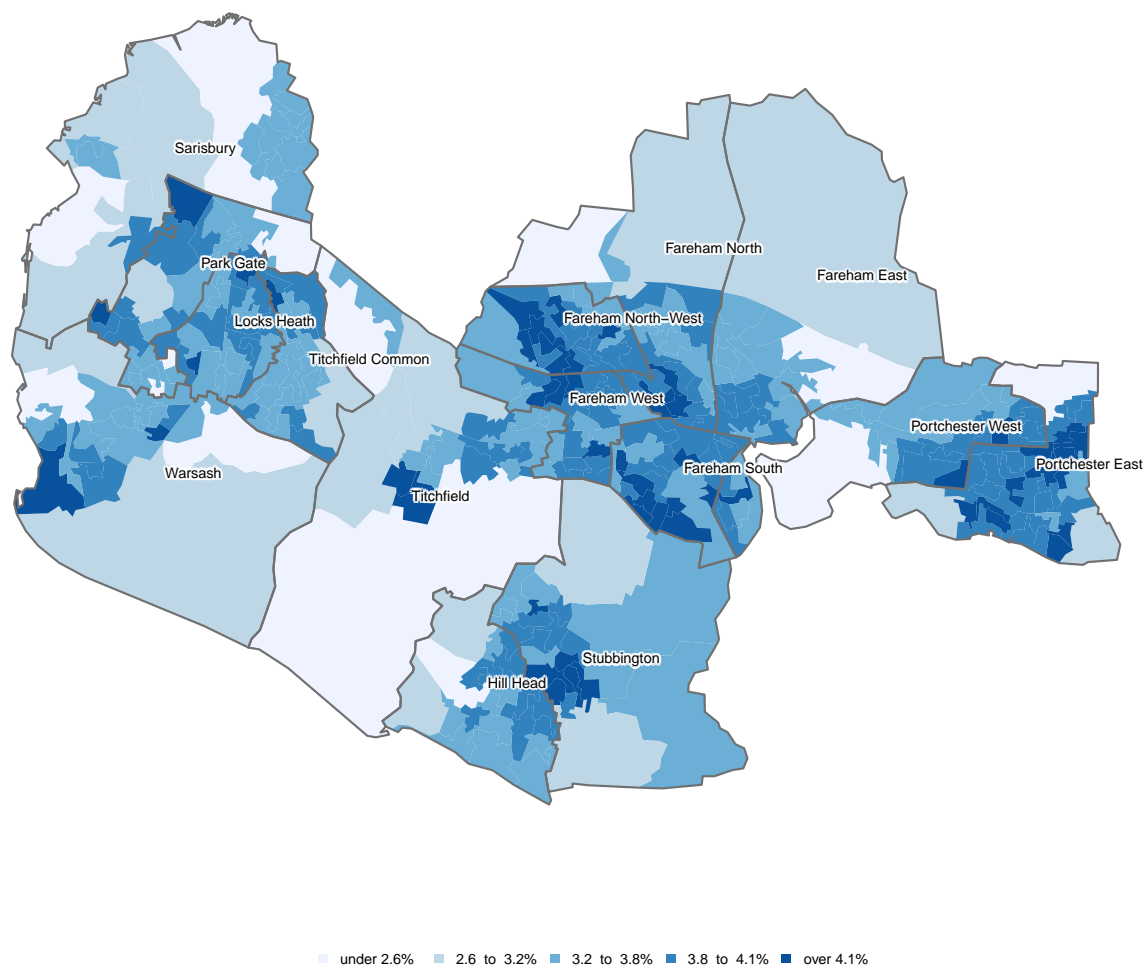 Sarisbury
Fareham North
Park Gate
Fareham East
Fareham North−West
Locks Heath
Titchfield Common
Fareham West
Portchester West
Portchester East
Fareham South
Warsash
Titchfield
Stubbington
Hill Head
under 2.6% 2.6 to 3.2% 3.2 to 3.8% 3.8 to 4.1% over 4.1%